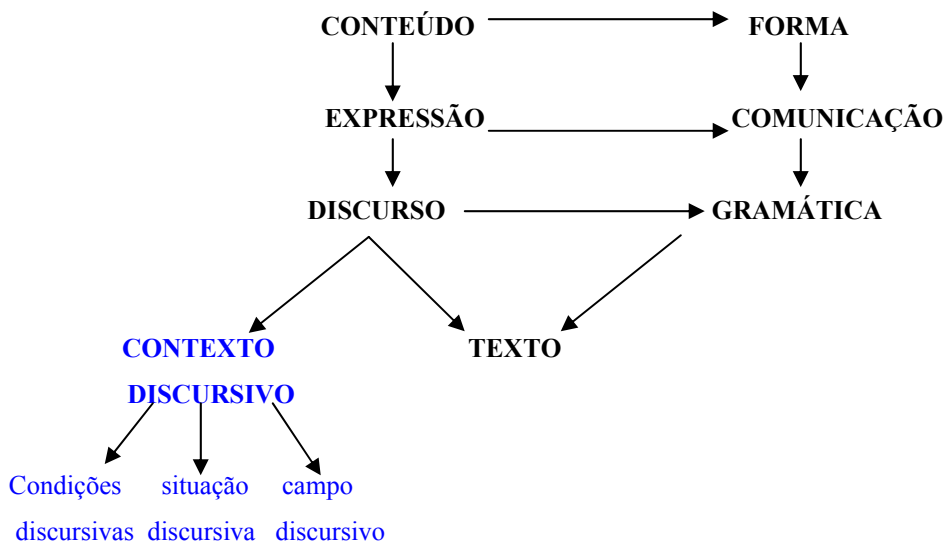 CONTEÚDO FORMA
EXPRESSÃO COMUNICAÇÃO
DISCURSO GRAMÁTICA
CONTEXTO TEXTO
DISCURSIVO
Condições situação campo
discursivas discursiva discursivo